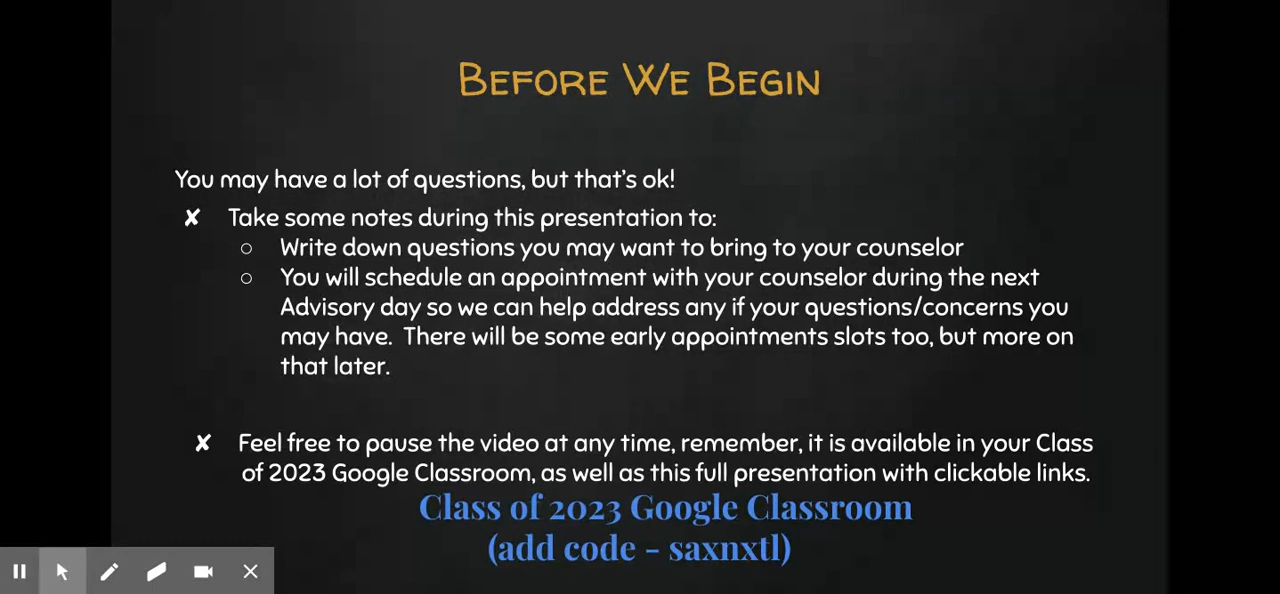 Before We Begin
You may have a lot of questions, but that's ok!
✘ Take some notes during this presentation to:
○ Write down questions you may want to bring to your counselor
○ You will schedule an appointment with your counselor during the next
Advisory day so we can help address any if your questions/concerns you
may have. There will be some early appointments slots too, but more on
that later.
✘ Feel free to pause the video at any time, remember, it is available in your Class
of 2023 Google Classroom, as well as this full presentation with clickable links.
Class of 2023 Google Classroom
(add code - saxnxtl)